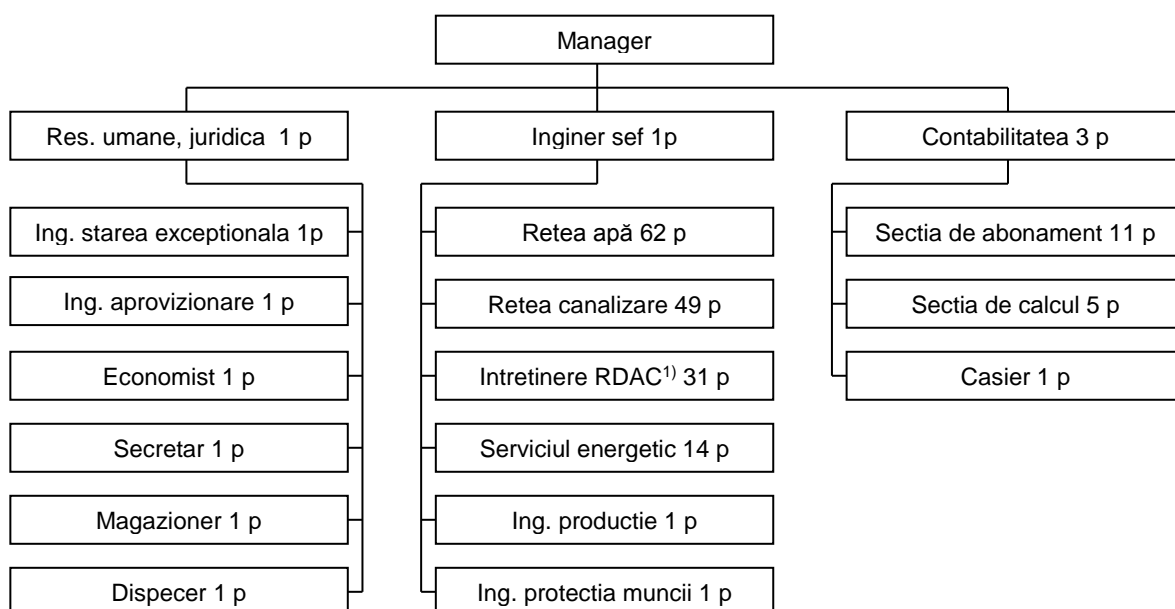 Manager
Res. umane, juridica 1 p
Inginer sef 1p
Contabilitatea 3 p
Ing. starea exceptionala 1p
Retea apă 62 p
Sectia de abonament 11 p
Ing. aprovizionare 1 p
Retea canalizare 49 p
Sectia de calcul 5 p
Economist 1 p
Intretinere RDAC¹⁾ 31 p
Casier 1 p
Secretar 1 p
Serviciul energetic 14 p
Magazioner 1 p
Ing. productie 1 p
Dispecer 1 p
Ing. protectia muncii 1 p